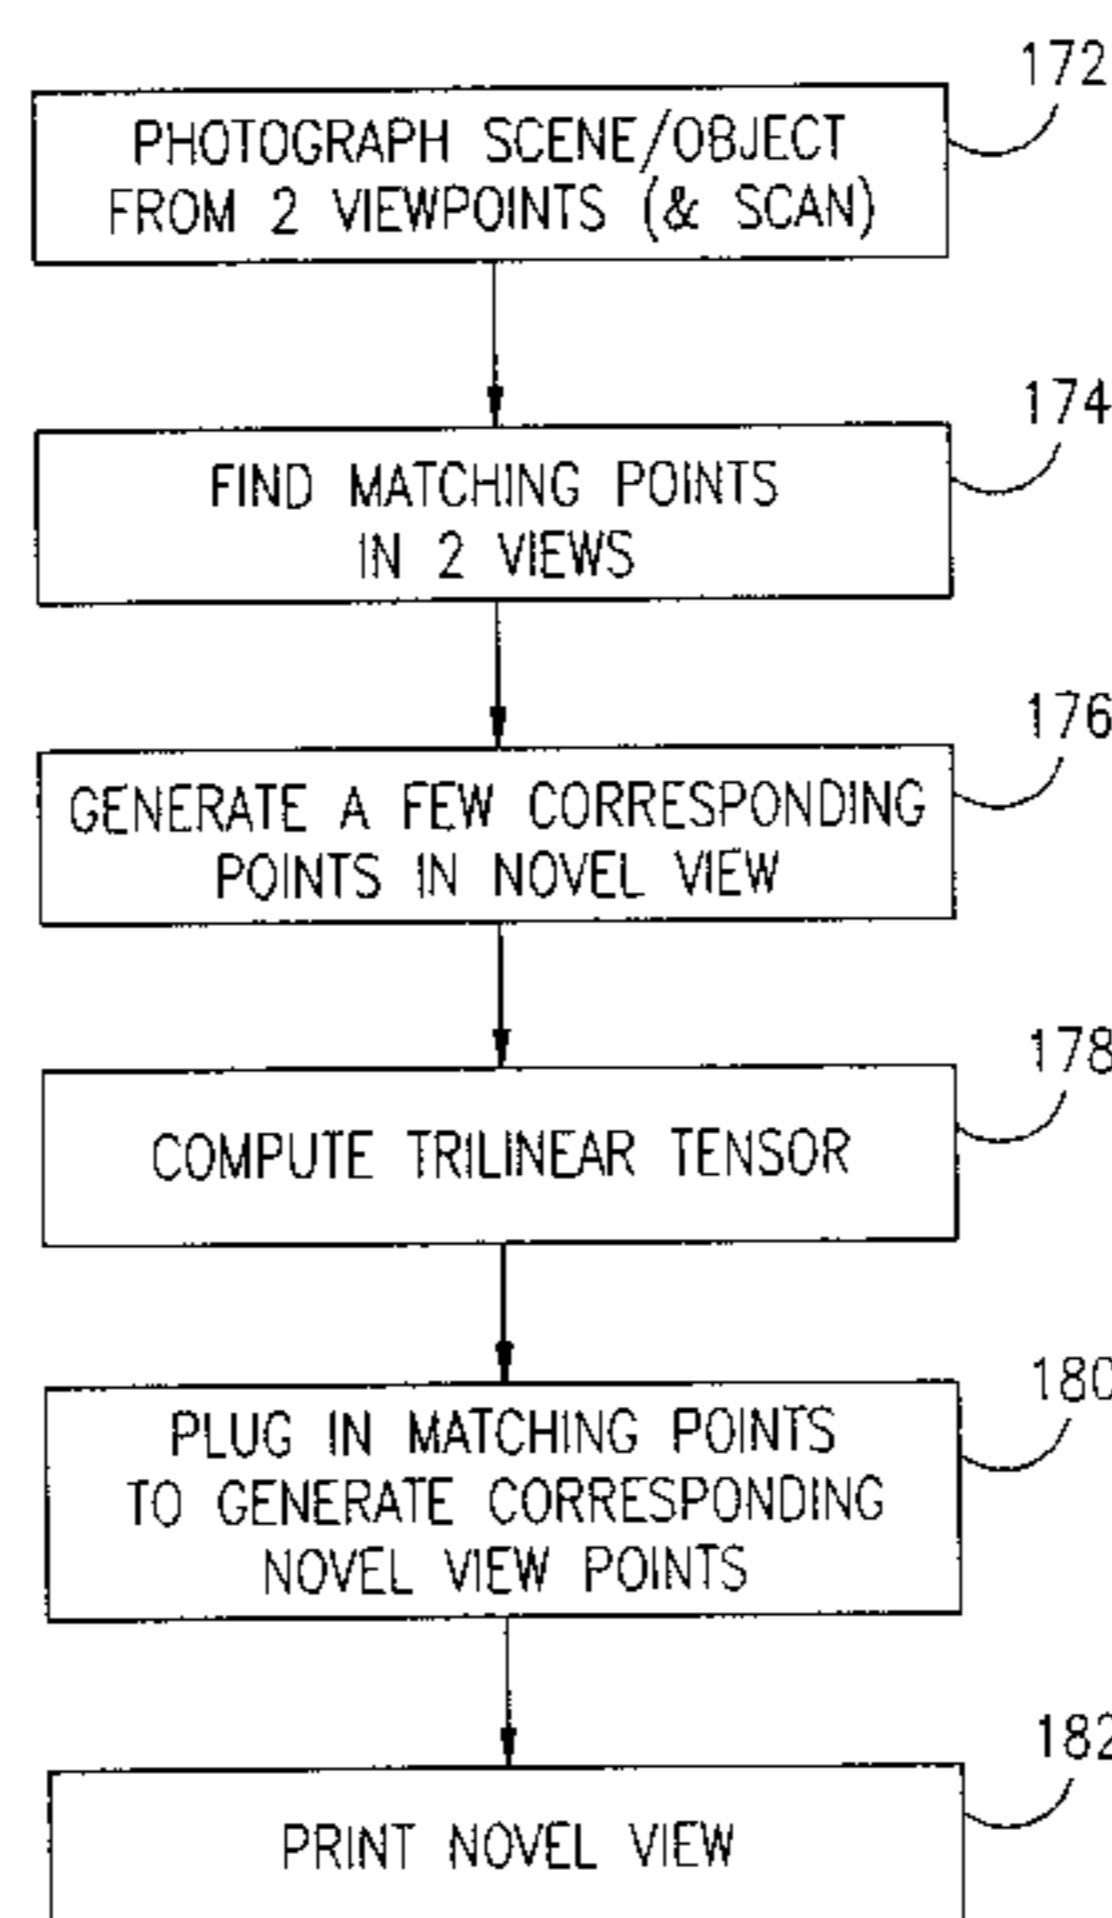 172
PHOTOGRAPH SCENE/OBJECT
FROM 2 VIEWPOINTS (& SCAN)
174
FIND MATCHING POINTS
IN 2 VIEWS
176
GENERATE A FEW CORRESPONDING
POINTS IN NOVEL VIEW
178
COMPUTE TRILINEAR TENSOR
180
PLUG IN MATCHING POINTS
TO GENERATE CORRESPONDING
NOVEL VIEW POINTS
182
PRINT NOVEL VIEW